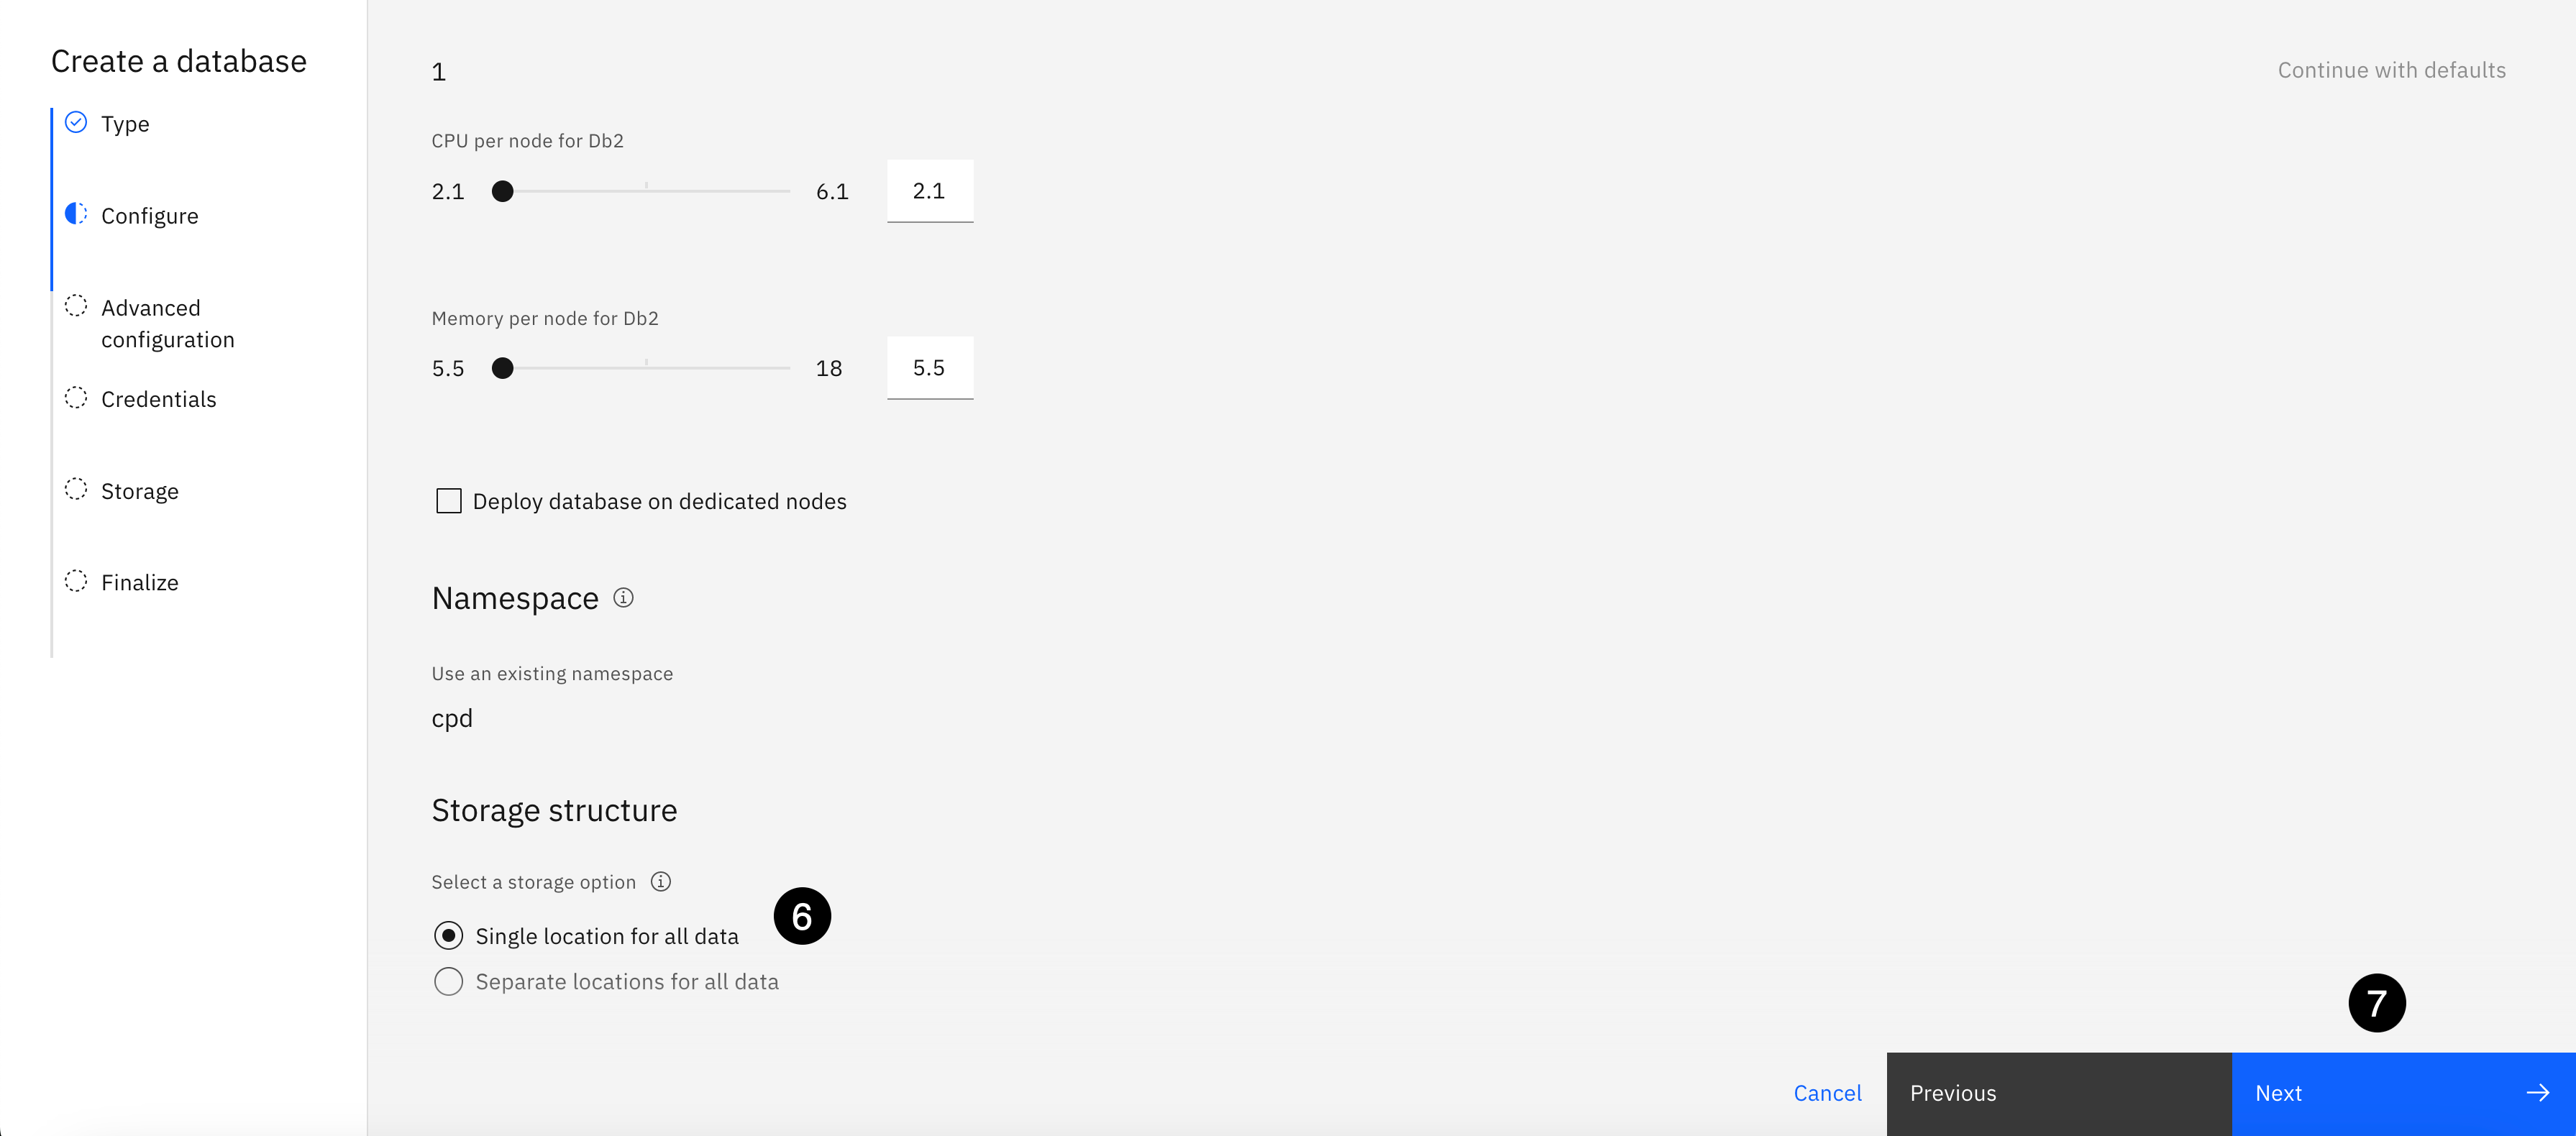 Create a database
Type
Configure
Advanced
configuration
Credentials
Storage
Finalize
1
Continue with defaults
CPU per node for Db2
2.1 6.1 2.1
Memory per node for Db2
5.5 18 5.5
Deploy database on dedicated nodes
Namespace
Use an existing namespace
cpd
Storage structure
Select a storage option
Single location for all data
6
Separate locations for all data
7
Cancel Previous Next